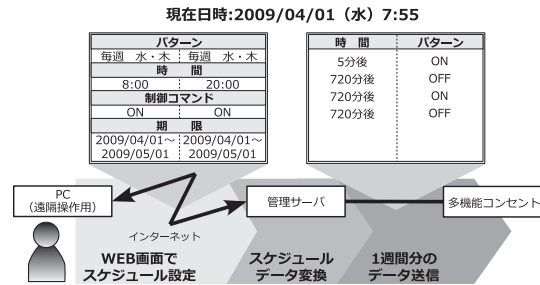 現在日時:2009/04/01（水）7:55
パターン
毎週 水・木 毎週 水・木
時 間
8:00 20:00
制御コマンド
ON ON
期 限
2009/04/01～ 2009/04/01～
2009/05/01 2009/05/01
時 間 パターン
5分後 ON
720分後 OFF
720分後 ON
720分後 OFF
PC
（遠隔操作用）
管理サーバ
多機能コンセント
インターネット
WEB画面で
スケジュール設定
スケジュール
データ変換
1週間分の
データ送信